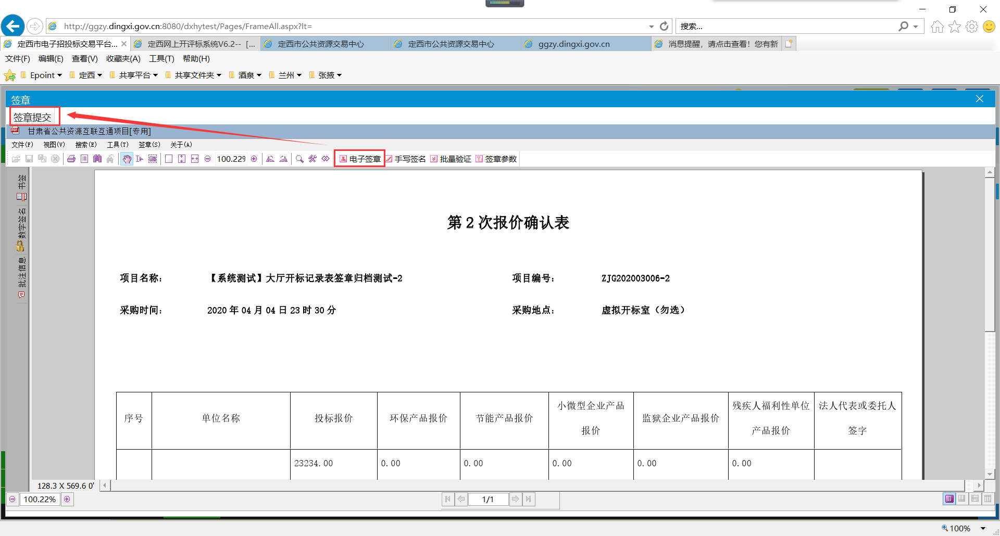 http://ggzy.dingxi.gov.cn:8080/dxhytest/Pages/FrameAll.aspx?lt=
搜索...
定西市电子招投标交易平台...
定西网上开评标系统V6.2-- [...
定西市公共资源交易中心
定西市公共资源交易中心
ggzy.dingxi.gov.cn
消息提醒，请点击查看！您有新
文件(F) 编辑(E) 查看(V) 收藏夹(A) 工具(T) 帮助(H)
Epoint 定西 共享平台 共享文件夹 酒泉 兰州 张掖
签章
签章提交
甘肃省公共资源互联互通项目[专用]
文件(F) 视图(V) 搜索(E) 工具(T) 签章(S) 关于(A)
100.22% 电子签章 手写签名 批量验证 签章参数
书签
数字签名
批注信息
第 2 次报价确认表
项目名称： 【系统测试】大厅开标记录表签章归档测试-2 项目编号： ZJG202003006-2
采购时间： 2020 年 04 月 04 日 23 时 30 分 采购地点： 虚拟开标室（勿选）
序号 单位名称 投标报价 环保产品报价 节能产品报价 小微型企业产品报价 监狱企业产品报价 残疾人福利性单位产品报价 法人代表或委托人签字
23234.00 0.00 0.00 0.00 0.00 0.00
128.3 X 569.6 0'
100.22% 1/1
100%